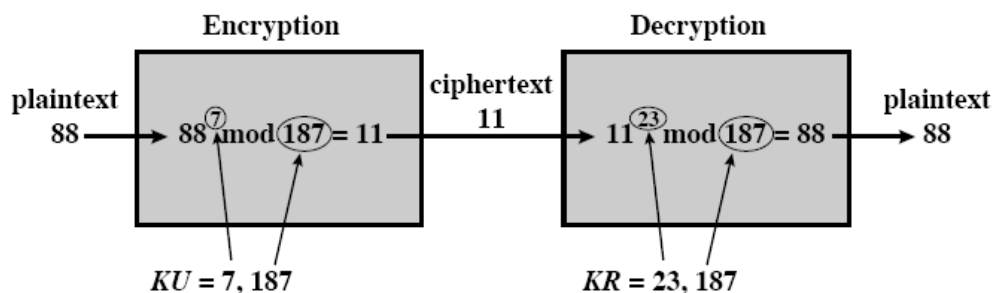 Encryption
Decryption
plaintext
88
88 7 mod 187 = 11
ciphertext
11
11 23 mod 187 = 88
plaintext
88
KU = 7, 187
KR = 23, 187